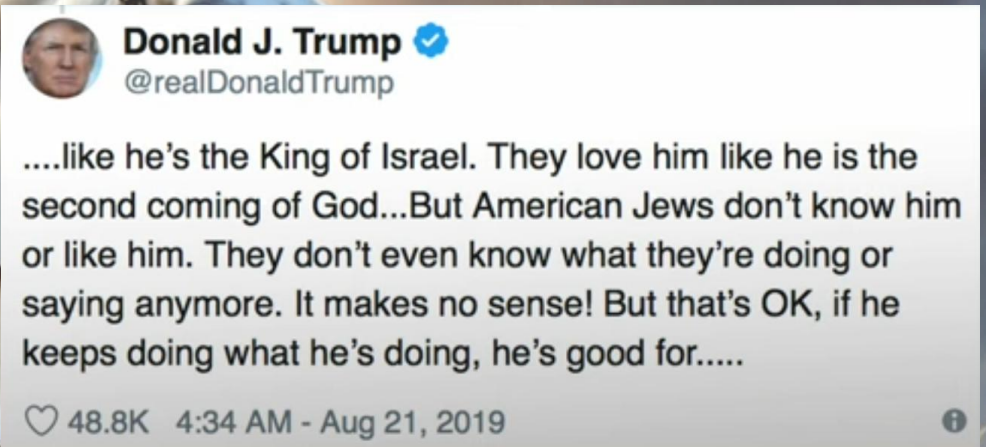 Donald J. Trump
@realDonaldTrump
....like he's the King of Israel. They love him like he is the
second coming of God...But American Jews don't know him
or like him. They don't even know what they're doing or
saying anymore. It makes no sense! But that's OK, if he
keeps doing what he's doing, he's good for.....
48.8K 4:34 AM - Aug 21, 2019